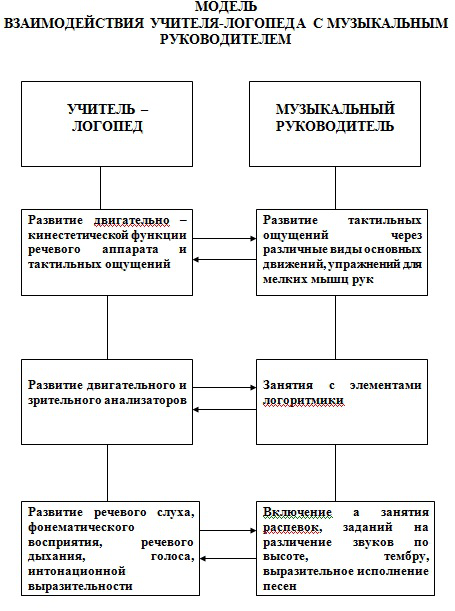 МОДЕЛЬ
ВЗАИМОДЕЙСТВИЯ УЧИТЕЛЯ-ЛОГОПЕДА С МУЗЫКАЛЬНЫМ
РУКОВОДИТЕЛЕМ
УЧИТЕЛЬ –
ЛОГОПЕД
МУЗЫКАЛЬНЫЙ
РУКОВОДИТЕЛЬ
Развитие двигательно –
кинестетической функции
речевого аппарата и
тактильных ощущений
Развитие тактильных
ощущений через
различные виды основных
движений, упражнений для
мелких мышц рук
Развитие двигательного и
зрительного анализаторов
Занятия с элементами
логоритмики
Развитие речевого слуха,
фонематического
восприятия, речевого
дыхания, голоса,
интонационной
выразительности
Включение а занятия
распевок, заданий на
различение звуков по
высоте, тембру,
выразительное исполнение
песен